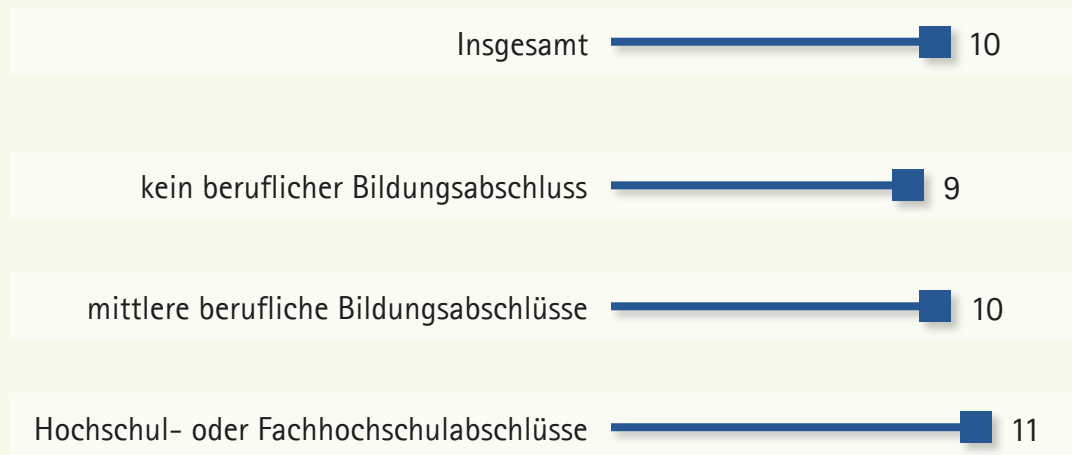 Insgesamt 10
kein beruflicher Bildungsabschluss 9
mittlere berufliche Bildungsabschlüsse 10
Hochschul- oder Fachhochschulabschlüsse 11